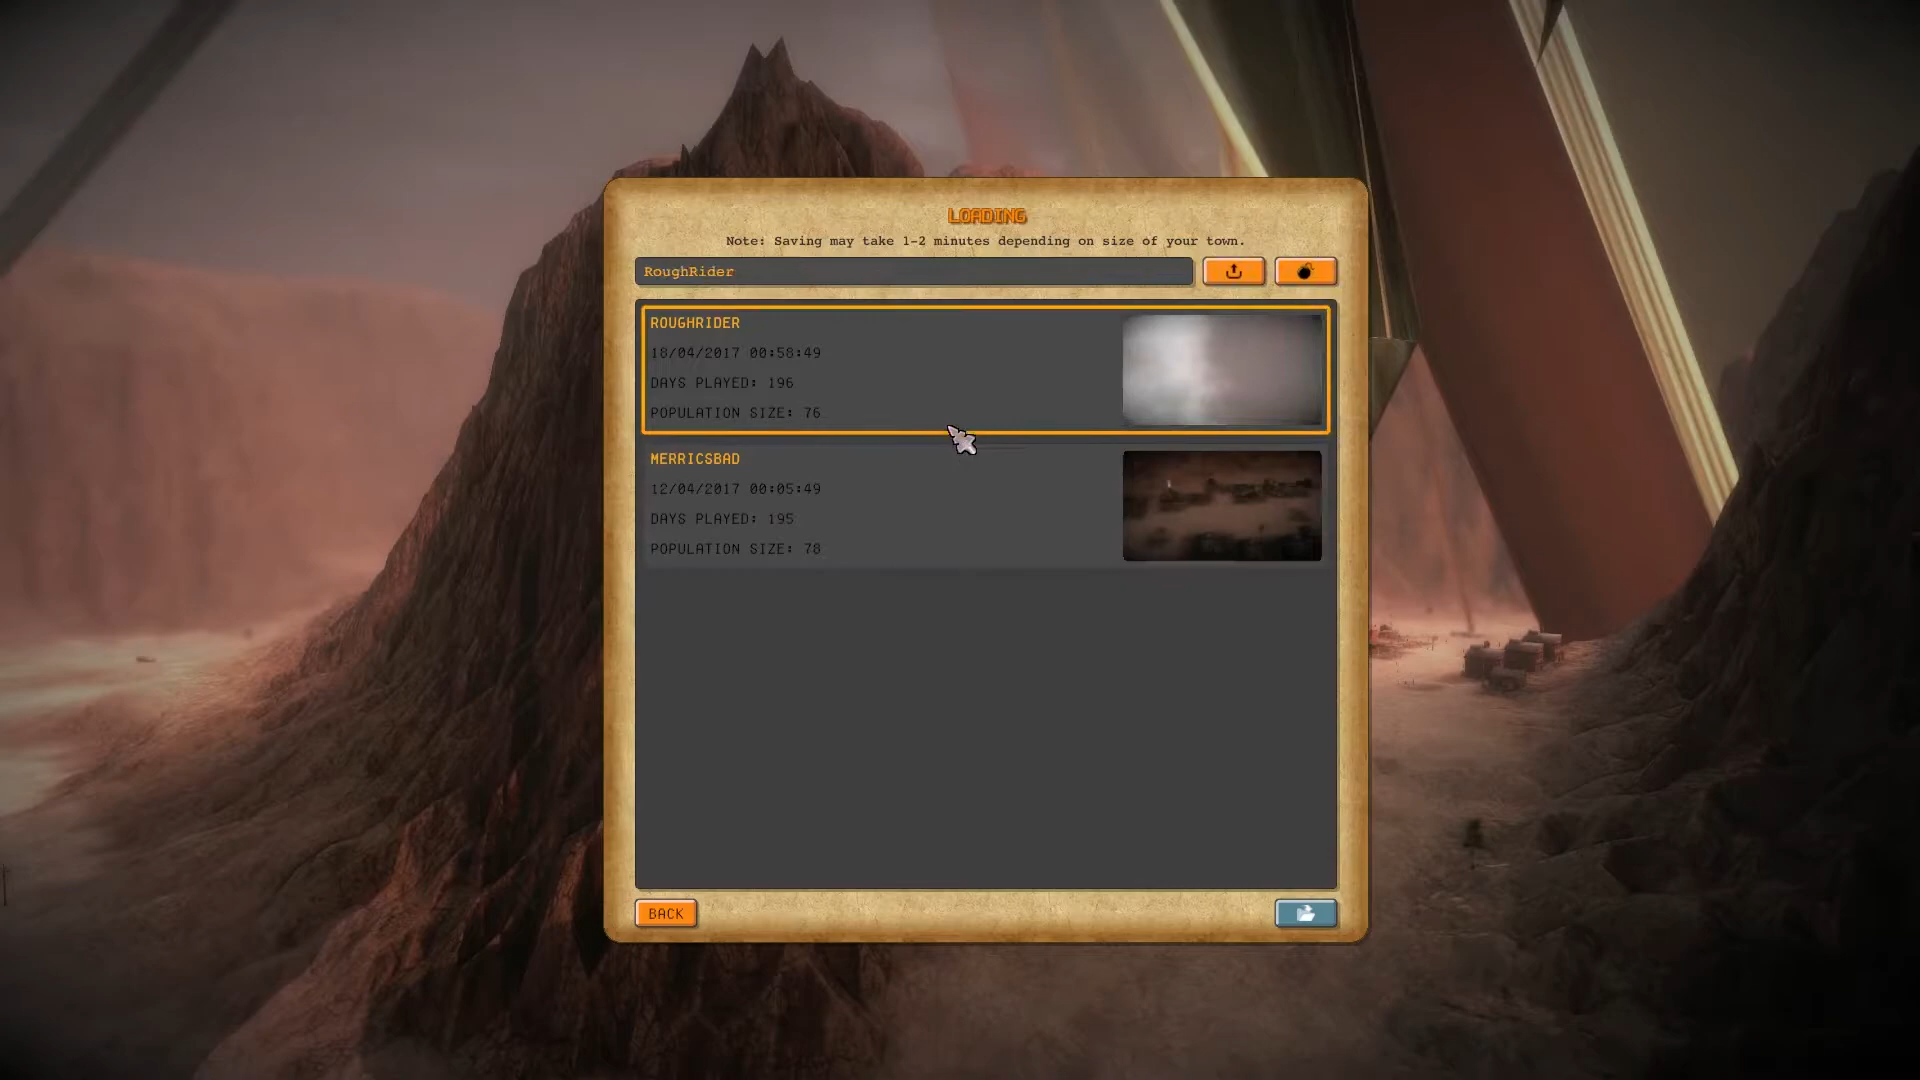 LOADING
Note: Saving may take 1-2 minutes depending on size of your town.
RoughRider
ROUGHRIDER
18/04/2017 00:58:49
DAYS PLAYED: 196
POPULATION SIZE: 76
MERRICSBAD
12/04/2017 00:05:49
DAYS PLAYED: 195
POPULATION SIZE: 78
BACK